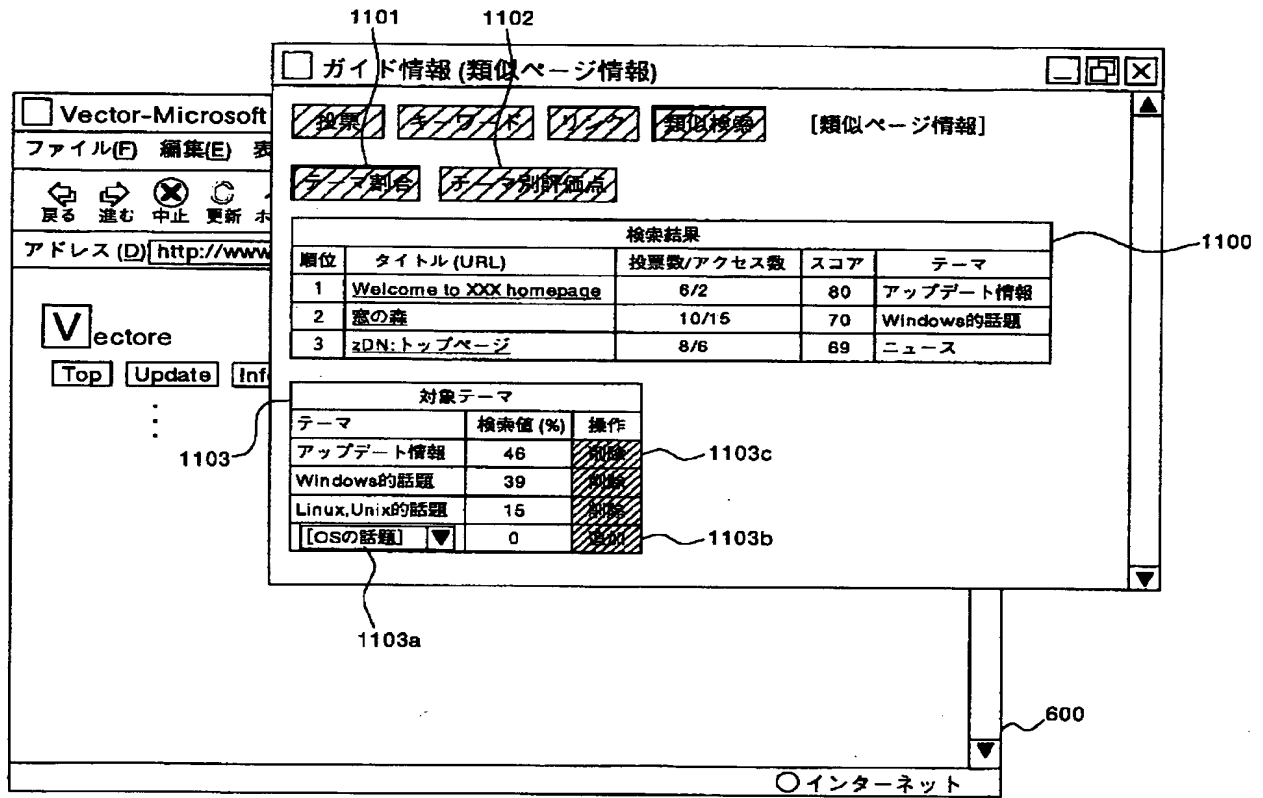 1101 1102
ガイド情報 (類似ページ情報)
投票 キーワード リンク 類似検索 [類似ページ情報]
テーマ割合 テーマ別評価点
検索結果
順位 タイトル (URL) 投票数/アクセス数 スコア テーマ
1 Welcome to XXX homepage 6/2 80 アップデート情報
2 窓の森 10/15 70 Windows的話題
3 zDN:トップページ 8/6 69 ニュース
1100
対象テーマ
テーマ 検索値 (%) 操作
アップデート情報 46 削除
Windows的話題 39 削除
Linux,Unix的話題 15 削除
[OSの話題] 0 追加
1103
1103c
1103b
1103a
Vector-Microsoft
ファイル(F) 編集(E) 表
戻る 進む 中止 更新 ホ
アドレス (D) http://www
Vectore
Top Update Inf
600
インターネット